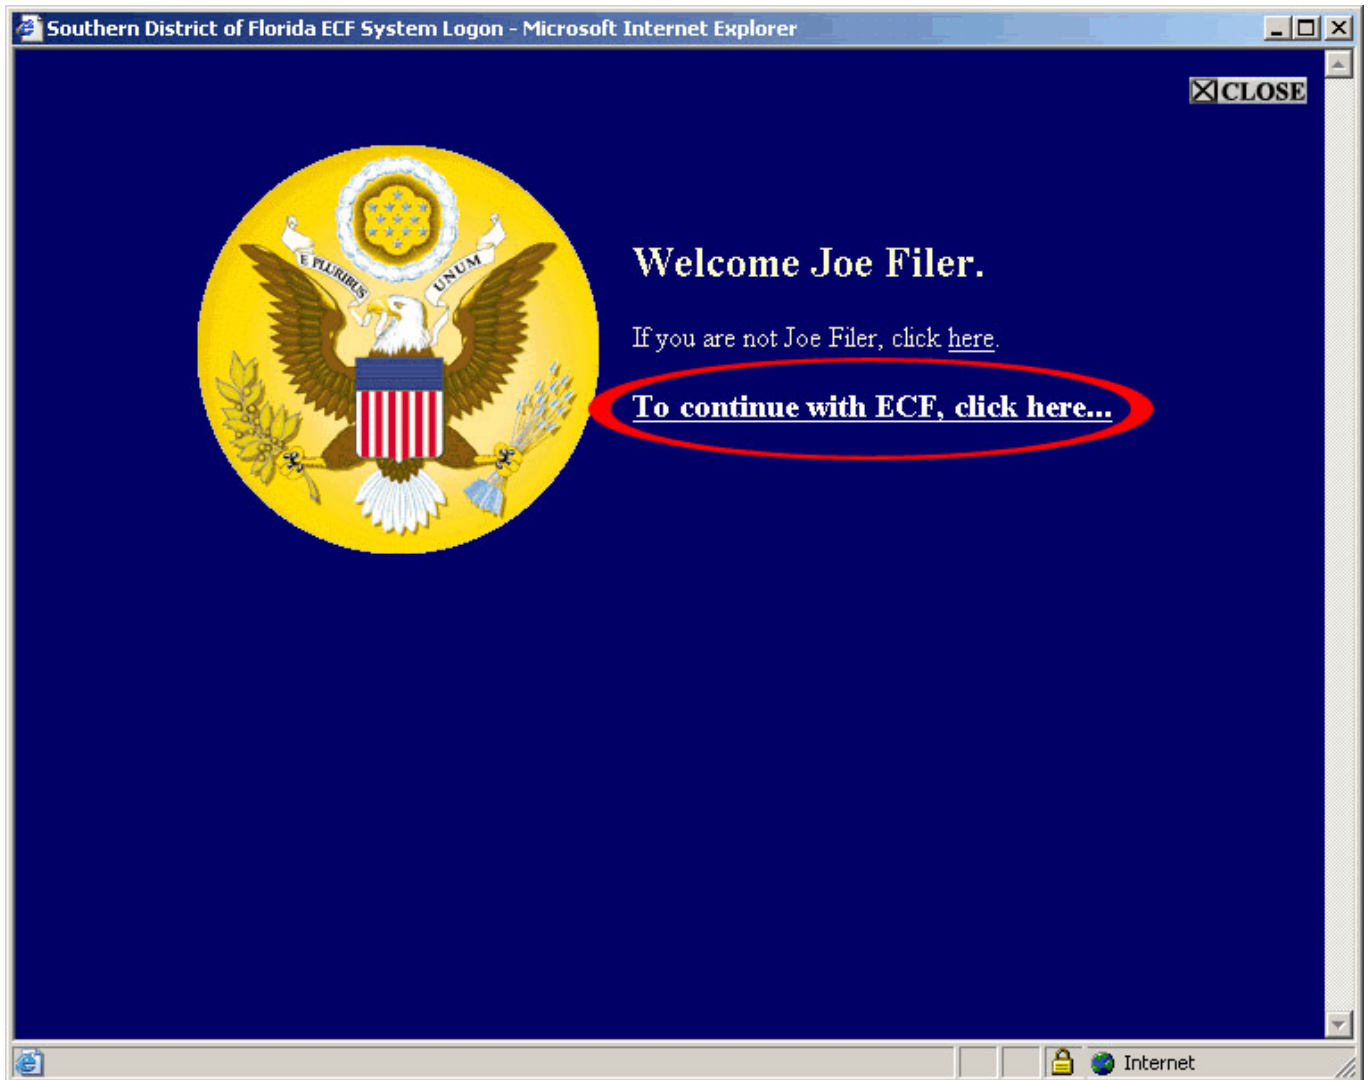 Southern District of Florida ECF System Logon - Microsoft Internet Explorer
CLOSE
E PLURIBUS UNUM
Welcome Joe Filer.
If you are not Joe Filer, click here.
To continue with ECF, click here...
Internet